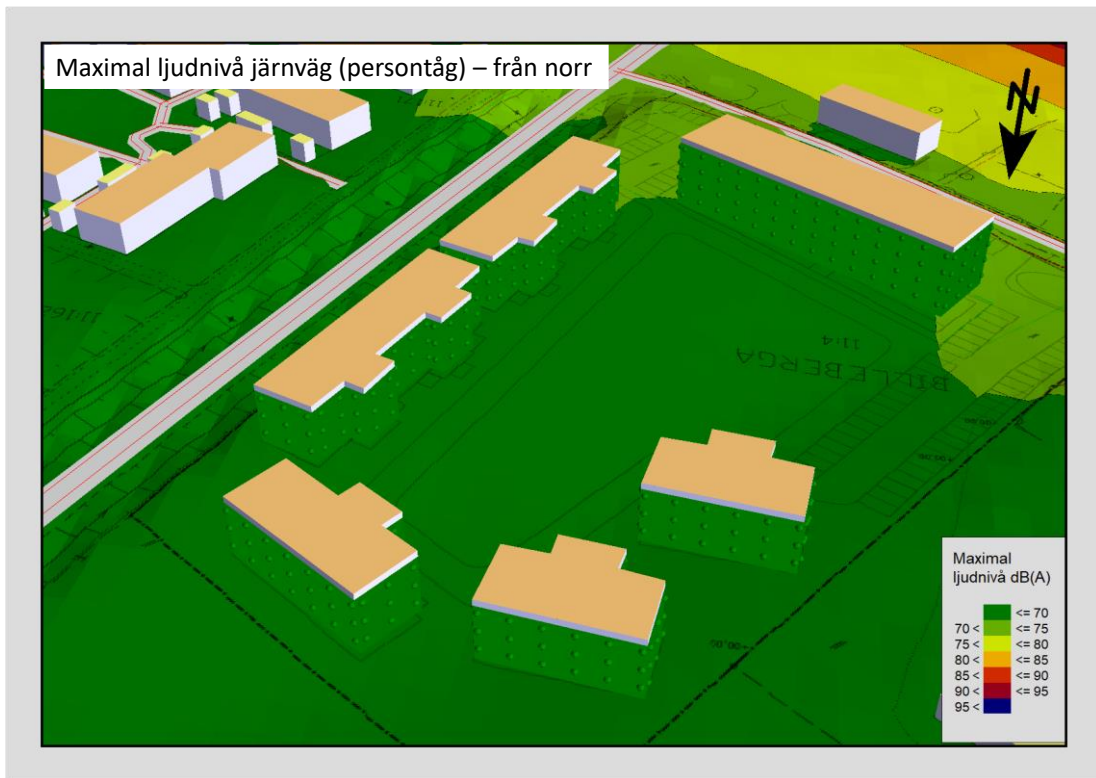 Maximal ljudnivå järnväg (persontåg) – från norr
N
BILLEBERGA
11:4
Maximal
ljudnivå dB(A)
<= 70
70 < <= 75
75 < <= 80
80 < <= 85
85 < <= 90
90 < <= 95
95 <